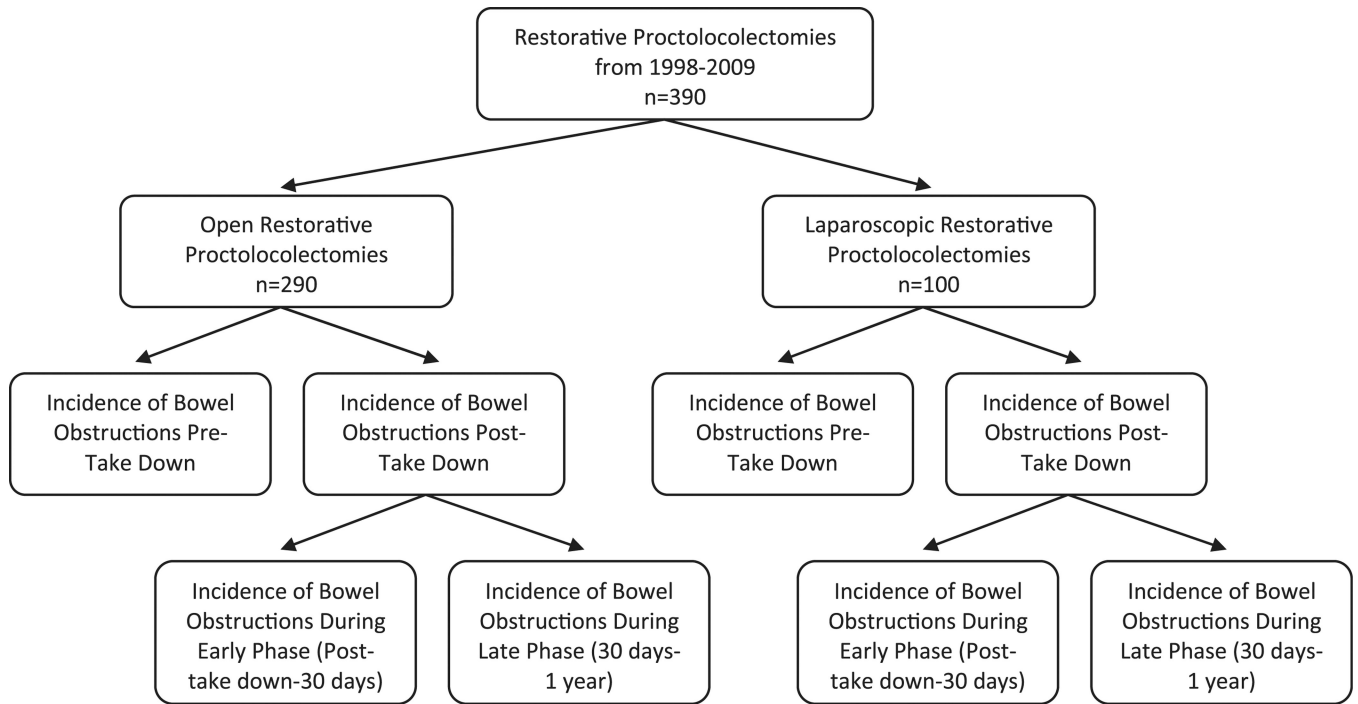 Restorative Proctolocolectomies
from 1998-2009
n=390
Open Restorative
Proctolocolectomies
n=290
Laparoscopic Restorative
Proctolocolectomies
n=100
Incidence of Bowel
Obstructions Pre-
Take Down
Incidence of Bowel
Obstructions Post-
Take Down
Incidence of Bowel
Obstructions Pre-
Take Down
Incidence of Bowel
Obstructions Post-
Take Down
Incidence of Bowel
Obstructions During
Early Phase (Post-
take down-30 days)
Incidence of Bowel
Obstructions During
Late Phase (30 days-
1 year)
Incidence of Bowel
Obstructions During
Early Phase (Post-
take down-30 days)
Incidence of Bowel
Obstructions During
Late Phase (30 days-
1 year)